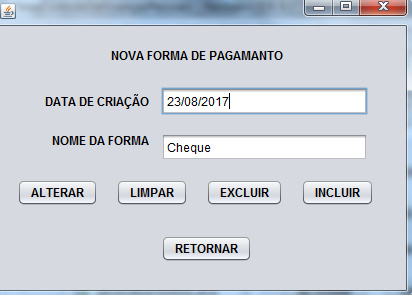 NOVA FORMA DE PAGAMANTO
DATA DE CRIAÇÃO 23/08/2017
NOME DA FORMA Cheque
ALTERAR LIMPAR EXCLUIR INCLUIR
RETORNAR